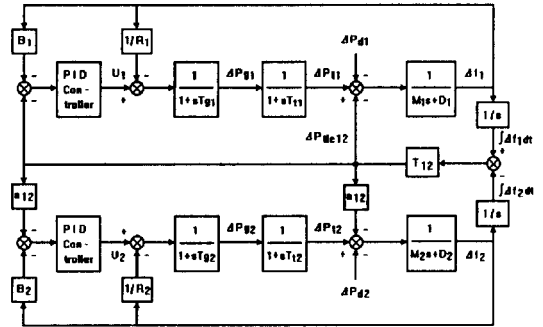 B1
1/R1
ΔPd1
PID Con-troller
U1
1
1+sTg1
ΔPg1
1
1+sTt1
ΔPt1
1
M1s+D1
Δf1
1/s
ΔPtie12
∫Δf1dt
T12
a12
a12
∫Δf2dt
1/s
PID Con-troller
U2
1
1+sTg2
ΔPg2
1
1+sTt2
ΔPt2
1
M2s+D2
Δf2
B2
1/R2
ΔPd2